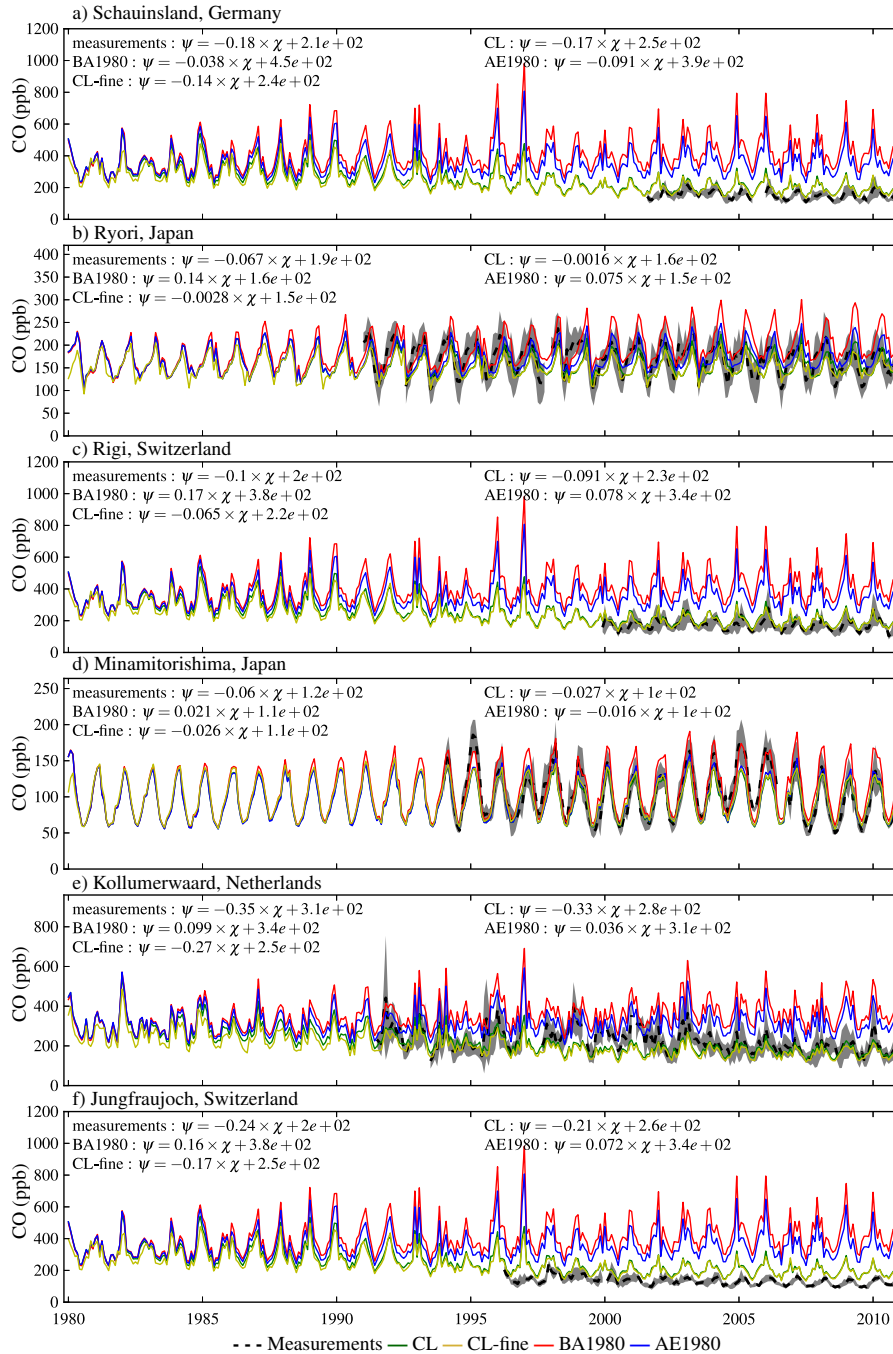 a) Schauinsland, Germany
1200
1000
800
600
400
200
0
CO (ppb)
measurements : ψ = −0.18 × χ + 2.1e + 02
BA1980 : ψ = −0.038 × χ + 4.5e + 02
CL-fine : ψ = −0.14 × χ + 2.4e + 02
CL : ψ = −0.17 × χ + 2.5e + 02
AE1980 : ψ = −0.091 × χ + 3.9e + 02
b) Ryori, Japan
400
350
300
250
200
150
100
50
0
CO (ppb)
measurements : ψ = −0.067 × χ + 1.9e + 02
BA1980 : ψ = 0.14 × χ + 1.6e + 02
CL-fine : ψ = −0.0028 × χ + 1.5e + 02
CL : ψ = −0.0016 × χ + 1.6e + 02
AE1980 : ψ = 0.075 × χ + 1.5e + 02
c) Rigi, Switzerland
1200
1000
800
600
400
200
0
CO (ppb)
measurements : ψ = −0.1 × χ + 2e + 02
BA1980 : ψ = 0.17 × χ + 3.8e + 02
CL-fine : ψ = −0.065 × χ + 2.2e + 02
CL : ψ = −0.091 × χ + 2.3e + 02
AE1980 : ψ = 0.078 × χ + 3.4e + 02
d) Minamitorishima, Japan
250
200
150
100
50
0
CO (ppb)
measurements : ψ = −0.06 × χ + 1.2e + 02
BA1980 : ψ = 0.021 × χ + 1.1e + 02
CL-fine : ψ = −0.026 × χ + 1.1e + 02
CL : ψ = −0.027 × χ + 1e + 02
AE1980 : ψ = −0.016 × χ + 1e + 02
e) Kollumerwaard, Netherlands
800
600
400
200
0
CO (ppb)
measurements : ψ = −0.35 × χ + 3.1e + 02
BA1980 : ψ = 0.099 × χ + 3.4e + 02
CL-fine : ψ = −0.27 × χ + 2.5e + 02
CL : ψ = −0.33 × χ + 2.8e + 02
AE1980 : ψ = 0.036 × χ + 3.1e + 02
f) Jungfraujoch, Switzerland
1200
1000
800
600
400
200
0
CO (ppb)
measurements : ψ = −0.24 × χ + 2e + 02
BA1980 : ψ = 0.16 × χ + 3.8e + 02
CL-fine : ψ = −0.17 × χ + 2.5e + 02
CL : ψ = −0.21 × χ + 2.6e + 02
AE1980 : ψ = 0.072 × χ + 3.4e + 02
1980 1985 1990 1995 2000 2005 2010
Measurements CL CL-fine BA1980 AE1980